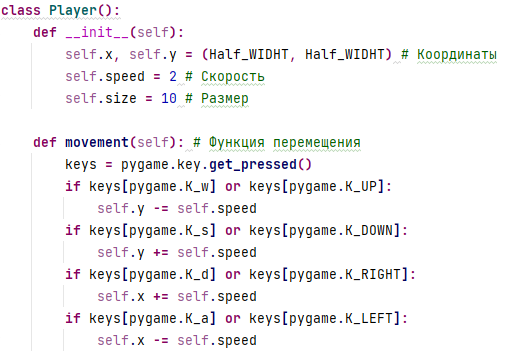 class Player():
    def __init__(self):
        self.x, self.y = (Half_WIDHT, Half_WIDHT) # Координаты
        self.speed = 2 # Скорость
        self.size = 10 # Размер

    def movement(self): # Функция перемещения
        keys = pygame.key.get_pressed()
        if keys[pygame.K_w] or keys[pygame.K_UP]:
            self.y -= self.speed
        if keys[pygame.K_s] or keys[pygame.K_DOWN]:
            self.y += self.speed
        if keys[pygame.K_d] or keys[pygame.K_RIGHT]:
            self.x += self.speed
        if keys[pygame.K_a] or keys[pygame.K_LEFT]:
            self.x -= self.speed